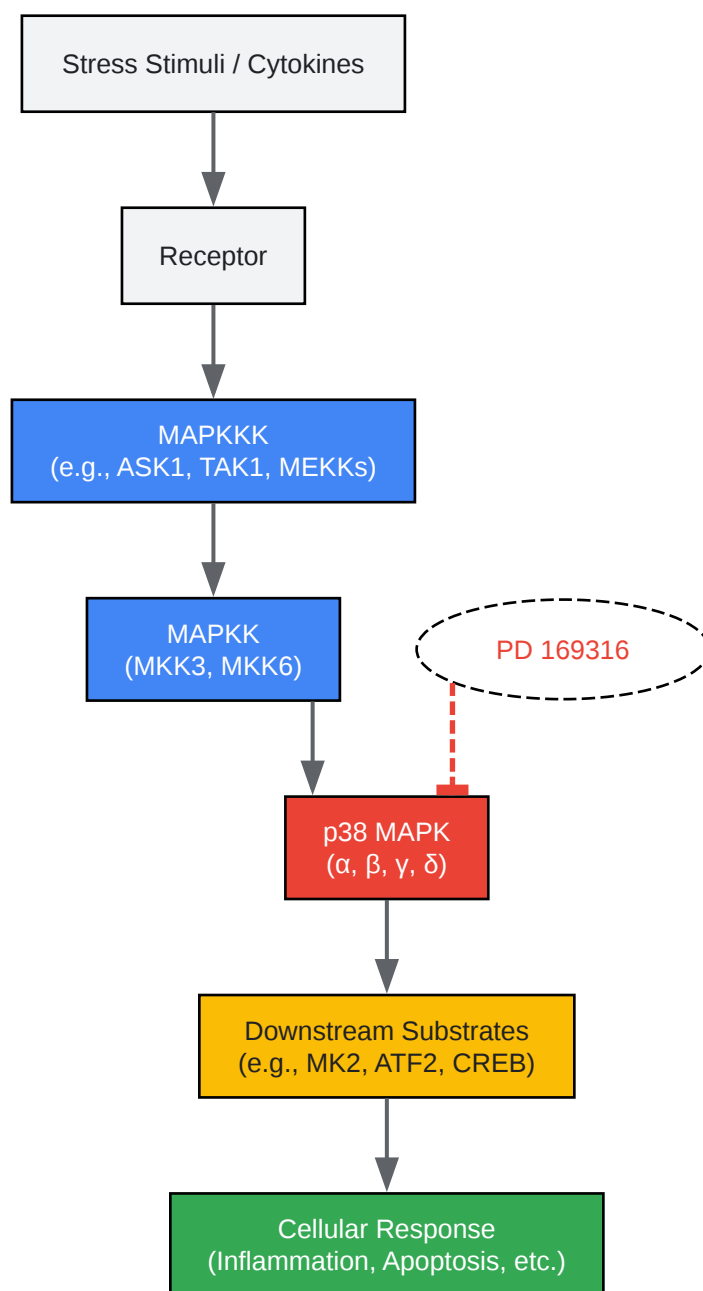 Stress Stimuli / Cytokines
Receptor
MAPKKK
(e.g., ASK1, TAK1, MEKKs)
MAPKK
(MKK3, MKK6)
PD 169316
p38 MAPK
(α, β, γ, δ)
Downstream Substrates
(e.g., MK2, ATF2, CREB)
Cellular Response
(Inflammation, Apoptosis, etc.)